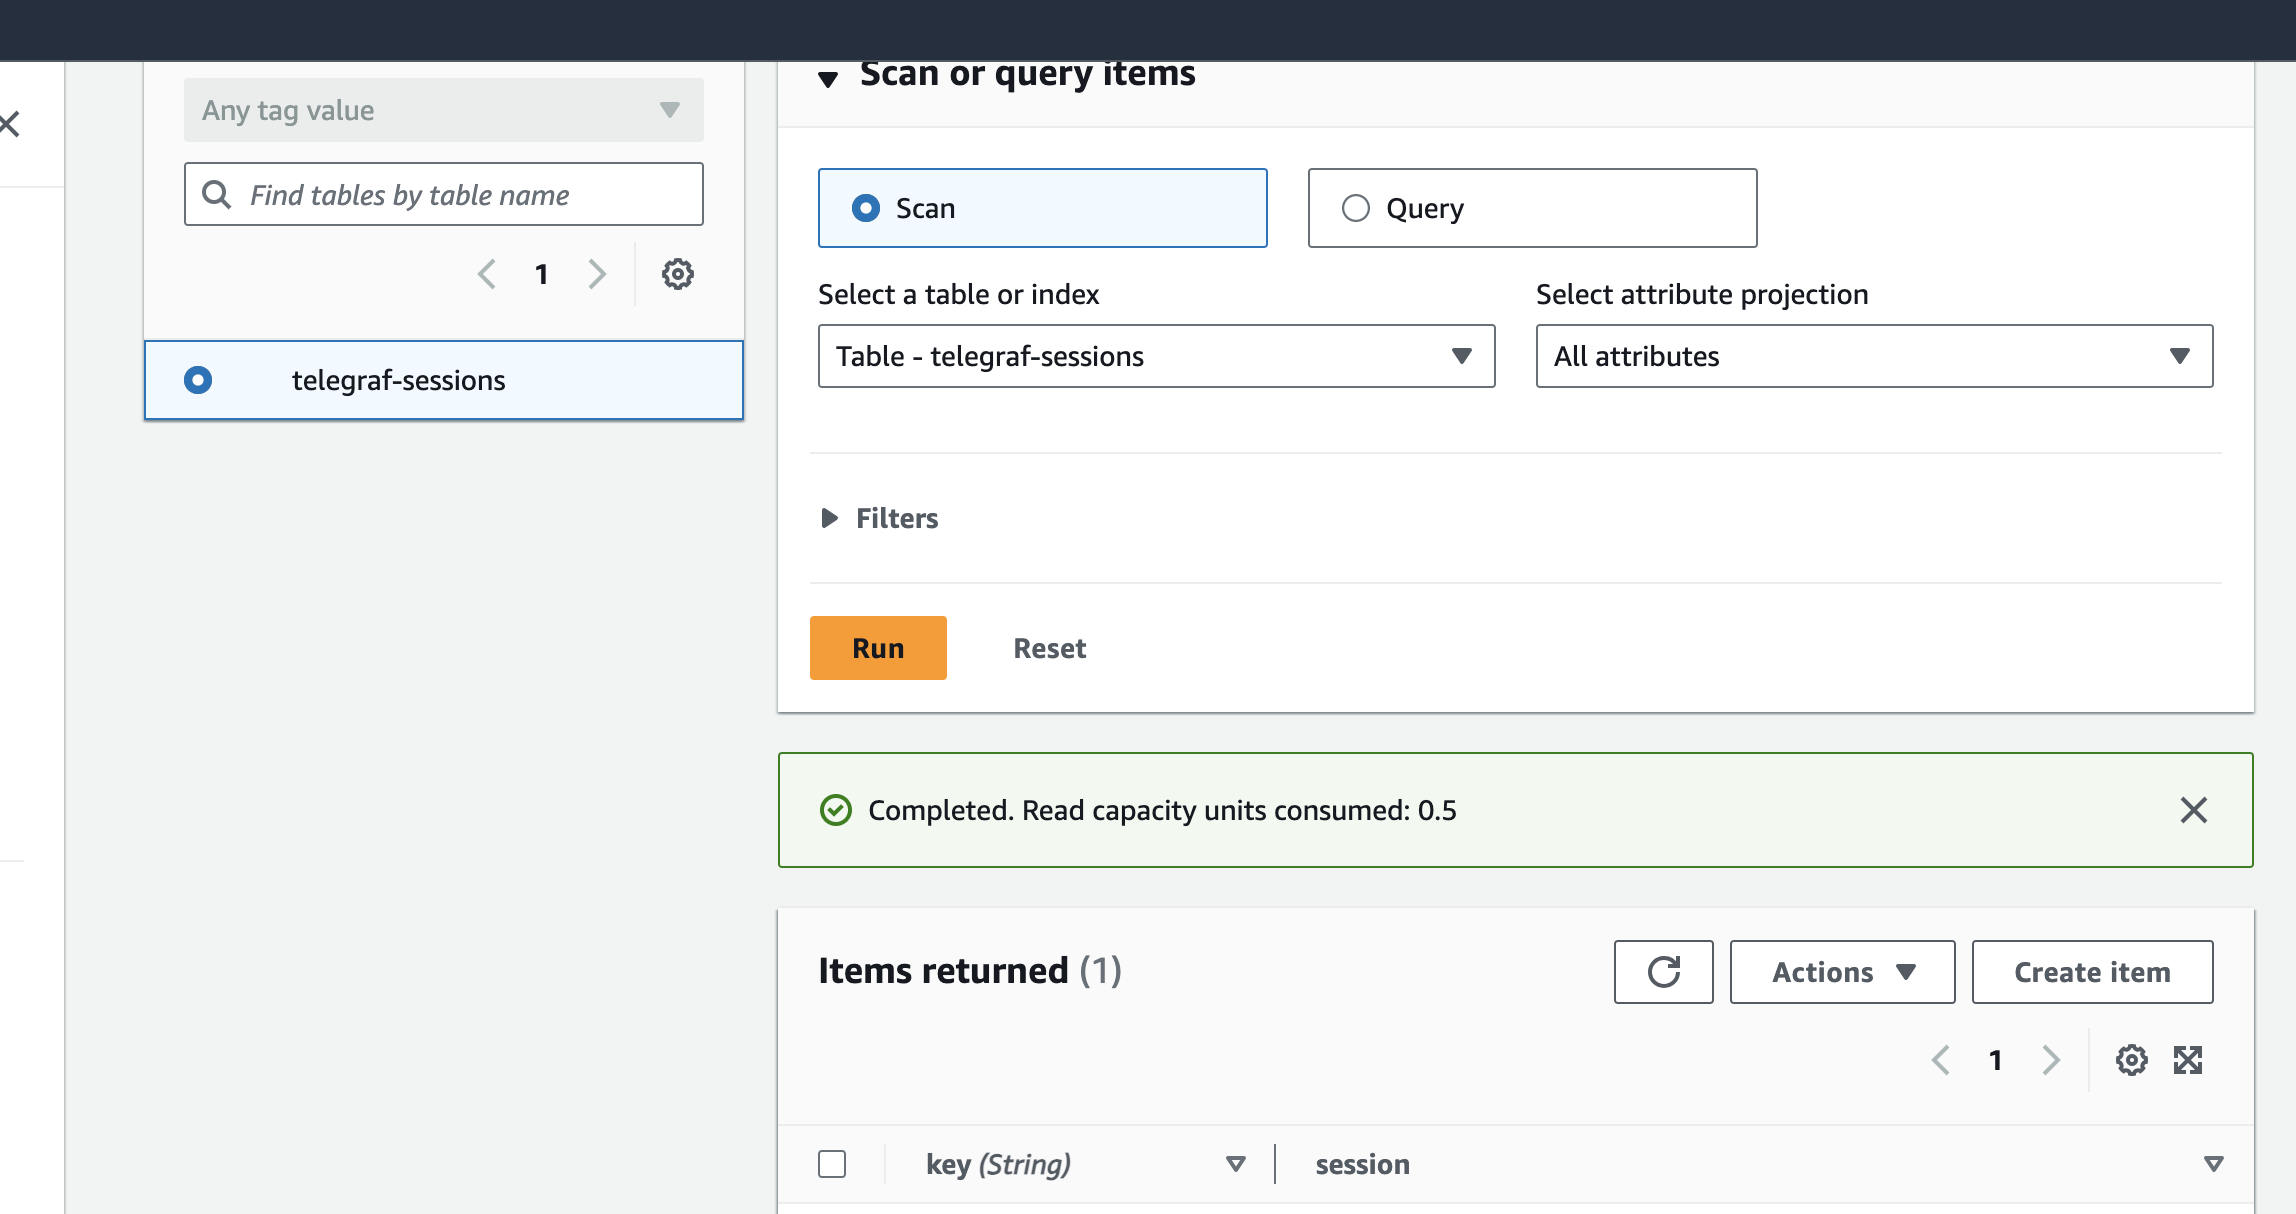 Any tag value
Find tables by table name
1
telegraf-sessions
Scan or query items
Scan
Query
Select a table or index
Select attribute projection
Table - telegraf-sessions
All attributes
Filters
Run
Reset
Completed. Read capacity units consumed: 0.5
Items returned (1)
Actions
Create item
1
key (String)
session